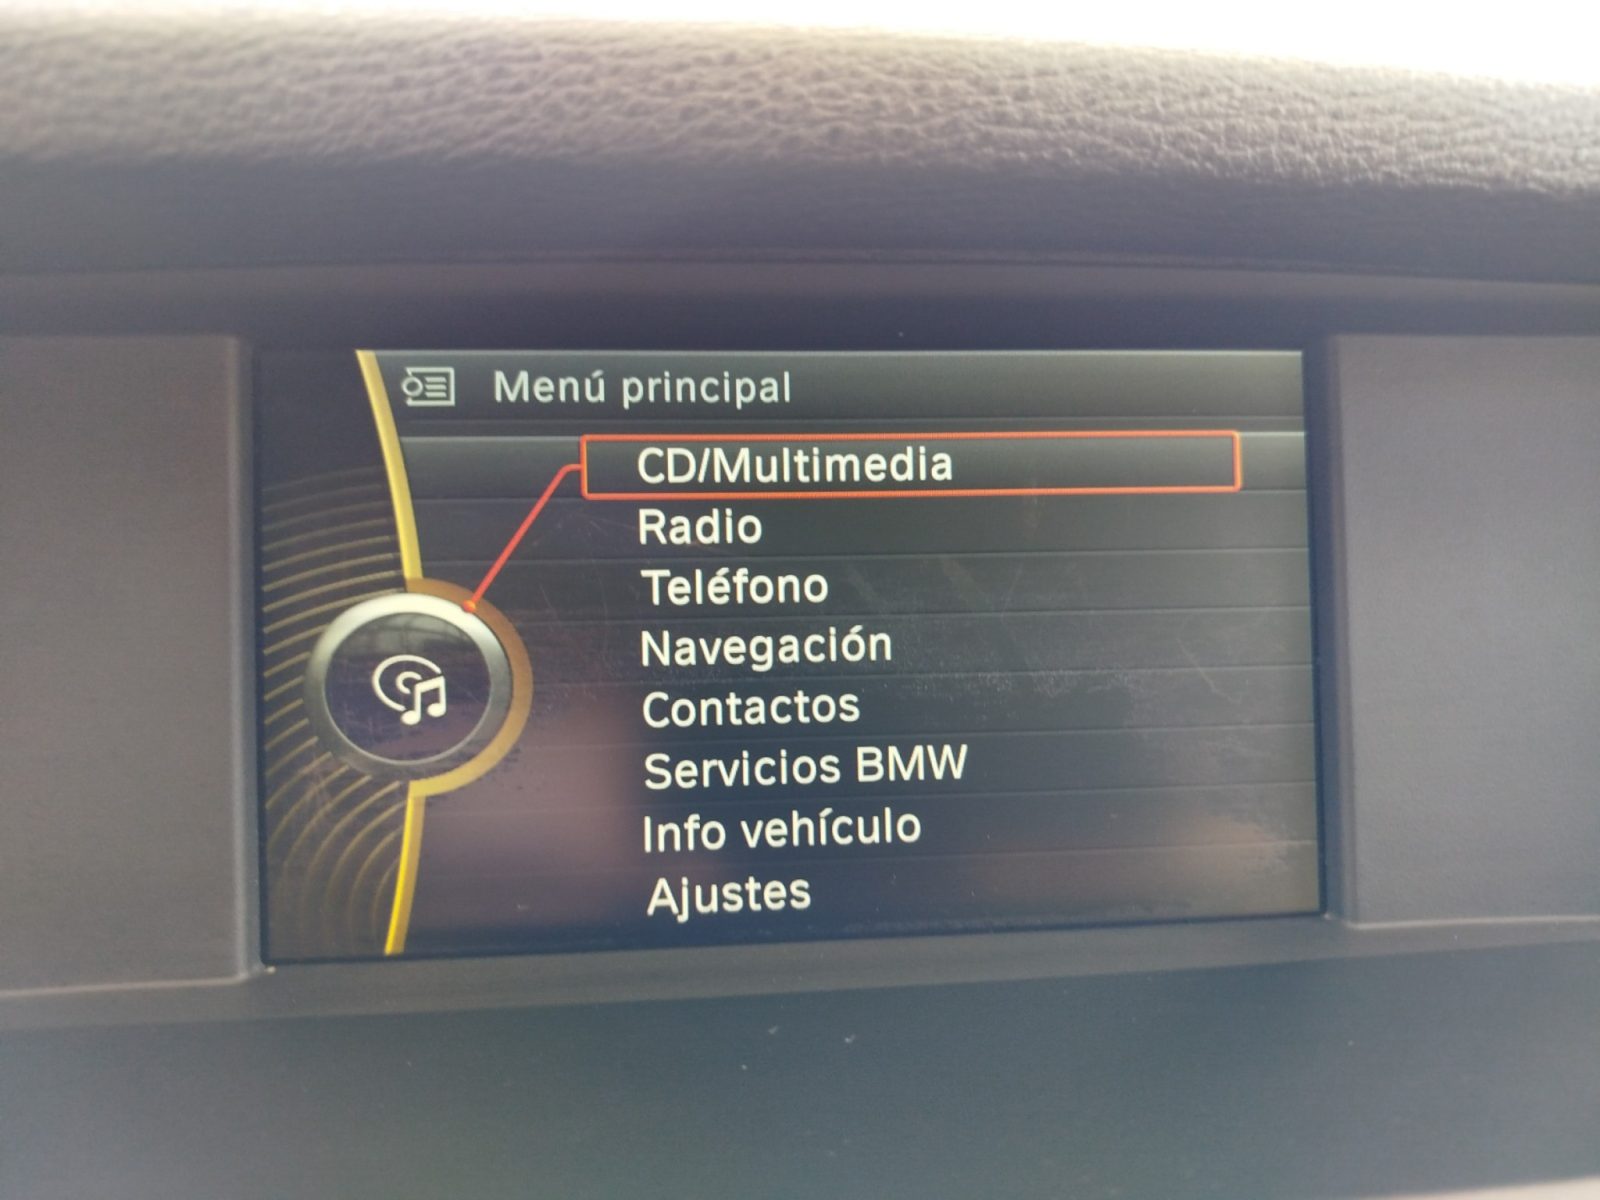 Menú principal
CD/Multimedia
Radio
Teléfono
Navegación
Contactos
Servicios BMW
Info vehículo
Ajustes